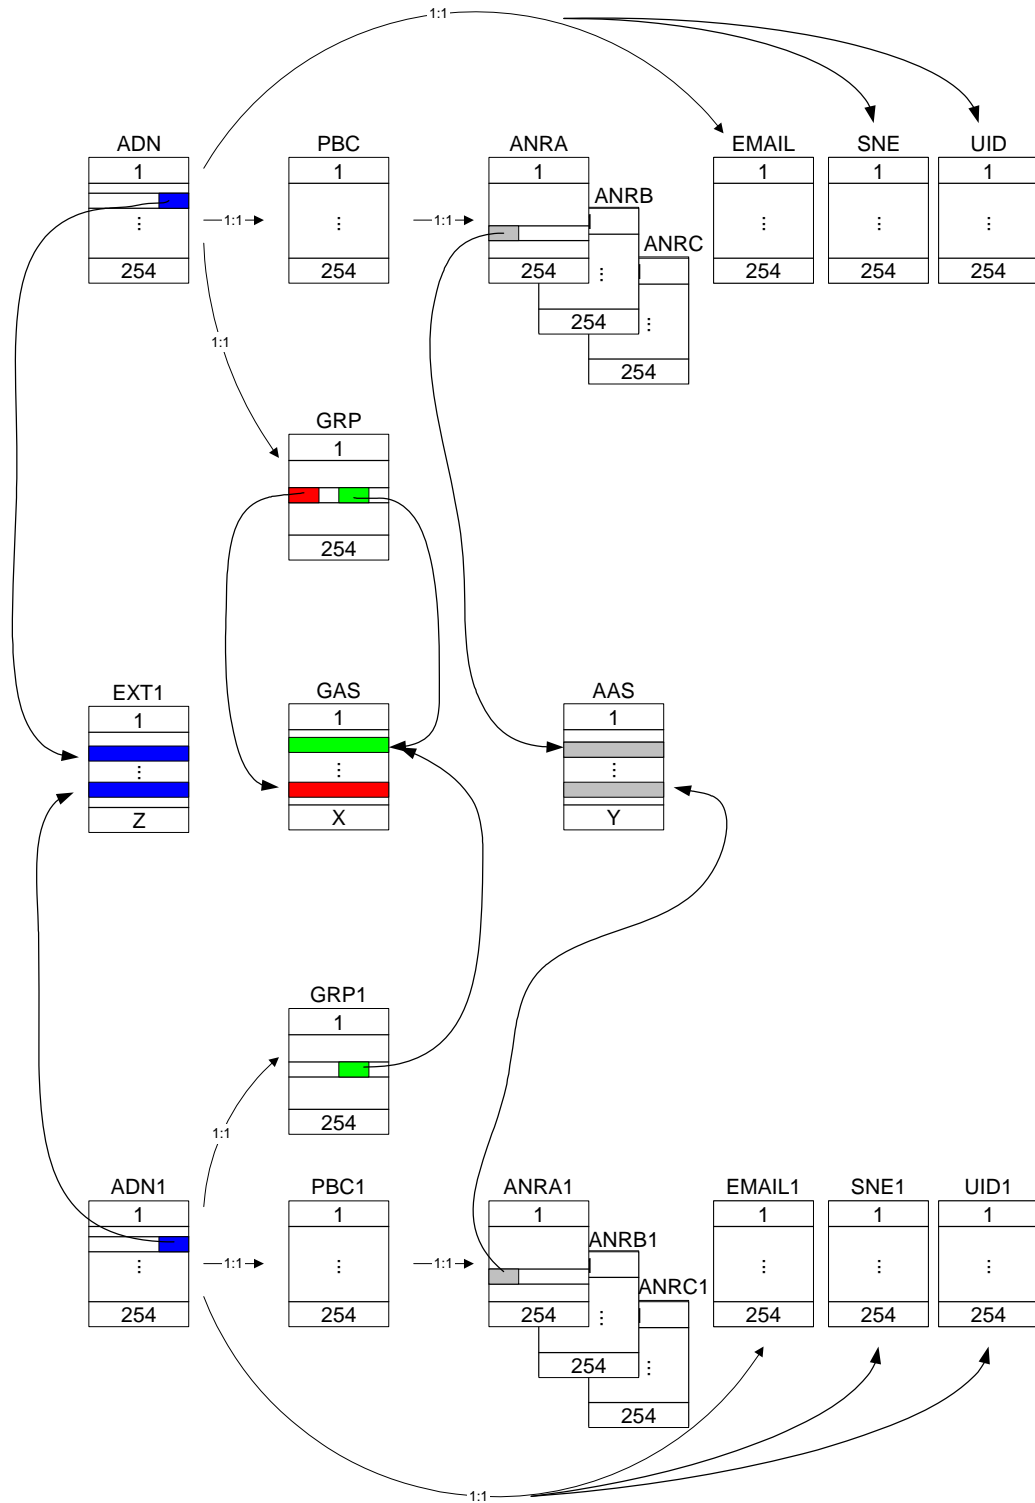 1:1
ADN PBC ANRA EMAIL SNE UID
1 1 1 1 1 1
ANRB
1:1 1:1
⋮ ⋮ ⋮ ⋮ ⋮
ANRC
254 254 254 ⋮ 254 254 254
254 ⋮
1:1
254
GRP
1
254
EXT1 GAS AAS
1 1 1
⋮ ⋮ ⋮
Z X Y
GRP1
1
254
1:1
ADN1 PBC1 ANRA1 EMAIL1 SNE1 UID1
1 1 1 1 1 1
ANRB1
1:1 1:1
⋮ ⋮ ⋮ ⋮ ⋮
ANRC1
254 254 254 ⋮ 254 254 254
254 ⋮
254
1:1